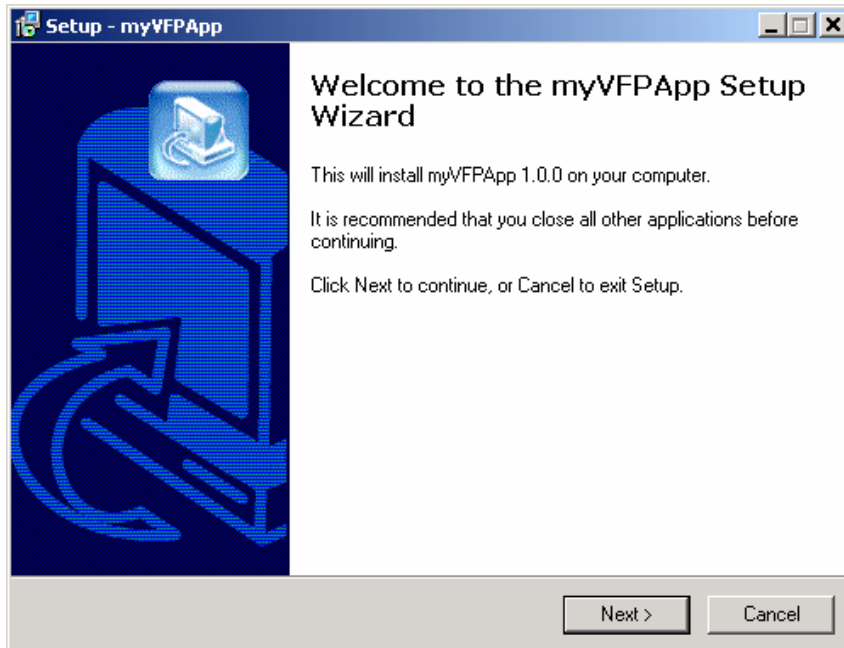 Setup - myVFPApp
Welcome to the myVFPApp Setup
Wizard
This will install myVFPApp 1.0.0 on your computer.
It is recommended that you close all other applications before
continuing.
Click Next to continue, or Cancel to exit Setup.
Next >
Cancel